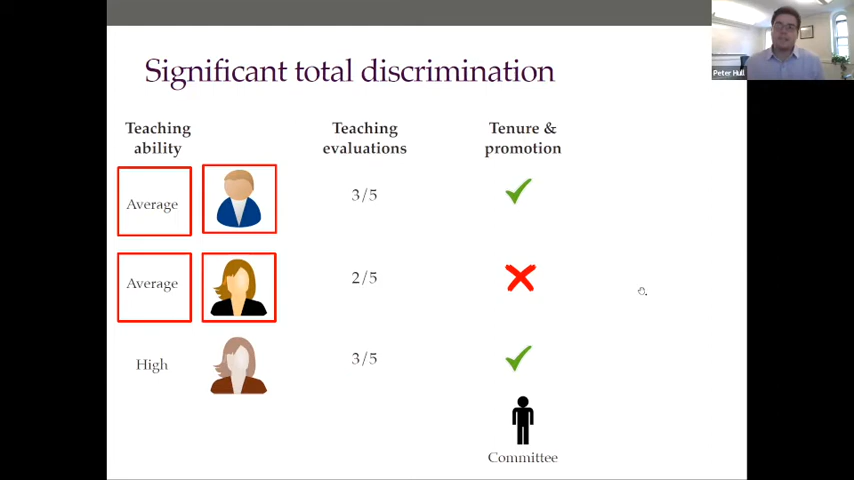 Peter Hull
Significant total discrimination
Teaching
ability
Teaching
evaluations
Tenure &
promotion
Average
3/5
Average
2/5
High
3/5
Committee